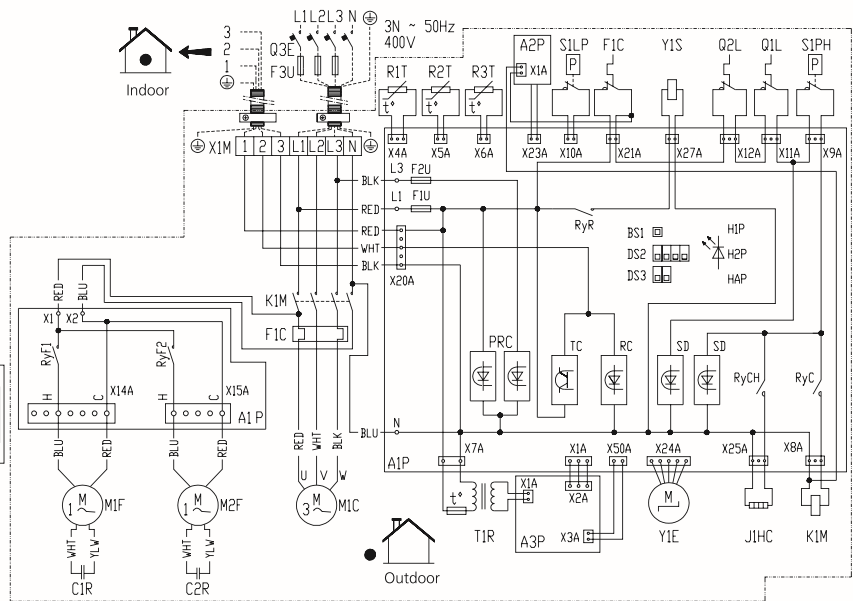 L1 L2 L3 N
3N ~ 50Hz
400V
3
2
1
Q3E
F3U
Indoor
A2P S1LP F1C Y1S Q2L Q1L S1PH
P P
X1A
R1T R2T R3T
t° t° t°
X4A X5A X6A X23A X10A X21A X27A X12A X11A X9A
X1M 1 2 3 L1 L2 L3 N
BLK L3 F2U
RED L1 F1U
RED
WHT
BLK
X20A
RyR
BS1
DS2
DS3
H1P
H2P
HAP
RED BLU
K1M
F1C
X1 X2
RyF1 RyF2
PRC TC RC SD SD
RyCH RyC
H C X14A H C X15A
A1P
BLU RED BLU RED
RED WHT BLK
BLU N
A1P
X7A X1A X50A X24A X25A X8A
U V W
M 1 M1F
M 1 M2F
M 3 M1C
t°
T1R
X1A X2A
X3A
A3P
M
Y1E J1HC K1M
WHT YLW WHT YLW
C1R C2R
Outdoor